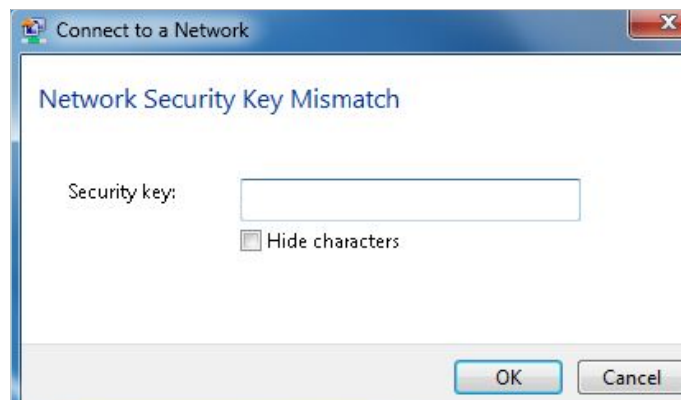 Connect to a Network
Network Security Key Mismatch
Security key:
Hide characters
OK
Cancel